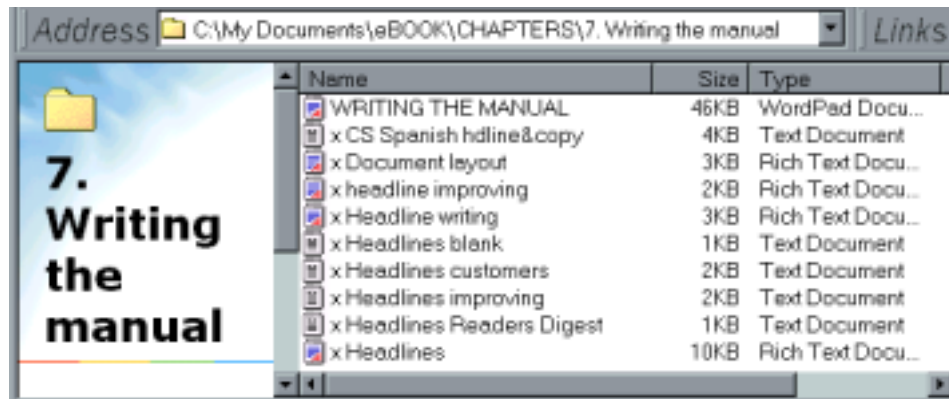 Address C:\My Documents\eBOOK\CHAPTERS\7. Writing the manual Links
7.
Writing
the
manual
Name Size Type
WRITING THE MANUAL 46KB WordPad Docu...
x CS Spanish hdline&copy 4KB Text Document
x Document layout 3KB Rich Text Docu...
x headline improving 2KB Rich Text Docu...
x Headline writing 3KB Rich Text Docu...
x Headlines blank 1KB Text Document
x Headlines customers 2KB Text Document
x Headlines improving 2KB Text Document
x Headlines Readers Digest 1KB Text Document
x Headlines 10KB Rich Text Docu...